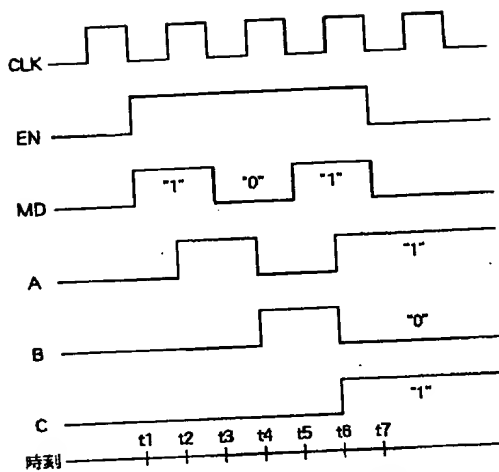 CLK
EN
MD "1" "0" "1"
A "1"
B "0"
C "1"
時刻 t1 t2 t3 t4 t5 t6 t7